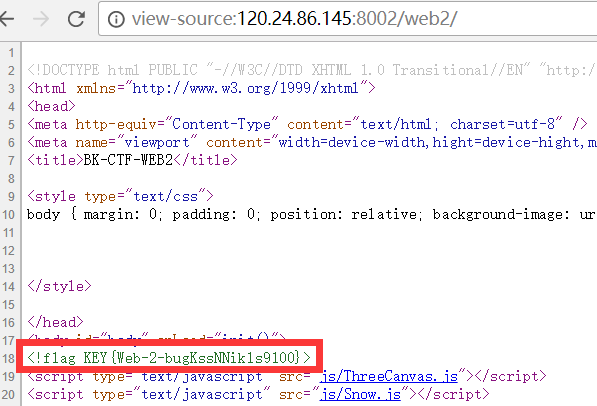 view-source:120.24.86.145:8002/web2/
1
2 <!DOCTYPE html PUBLIC "-//W3C//DTD XHTML 1.0 Transitional//EN" "http:/
3 <html xmlns="http://www.w3.org/1999/xhtml">
4 <head>
5 <meta http-equiv="Content-Type" content="text/html; charset=utf-8" />
6 <meta name="viewport" content="width=device-width,hight=device-hight,m
7 <title>BK-CTF-WEB2</title>
8
9 <style type="text/css">
10 body { margin: 0; padding: 0; position: relative; background-image: ur
11
12
13
14 </style>
15
16 </head>
17 <body id="body" onLoad="init()">
18 <!flag KEY{Web-2-bugKssNNikls9100}>
19 <script type="text/javascript" src="js/ThreeCanvas.js"></script>
20 <script type="text/javascript" src="js/Snow.js"></script>